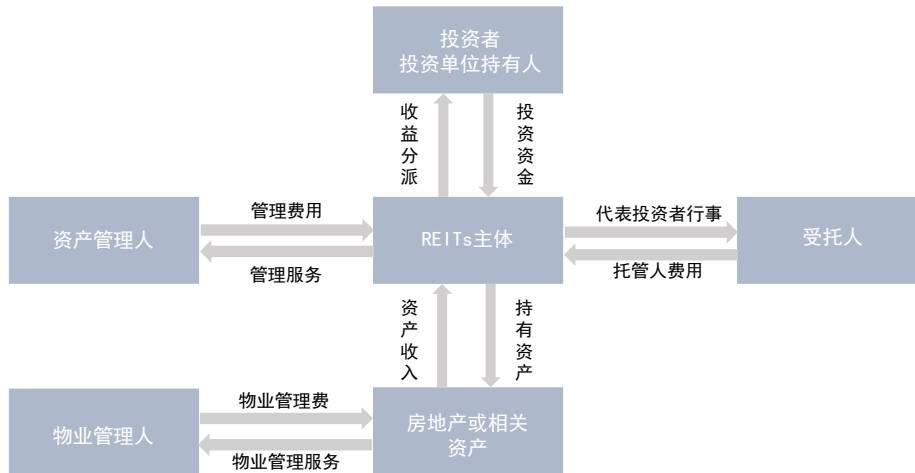 投资者
投资单位持有人
收益分派
投资资金
管理费用
代表投资者行事
资产管理人
REITs主体
受托人
管理服务
托管人费用
资产收入
持有资产
物业管理费
物业管理人
房地产或相关
资产
物业管理服务